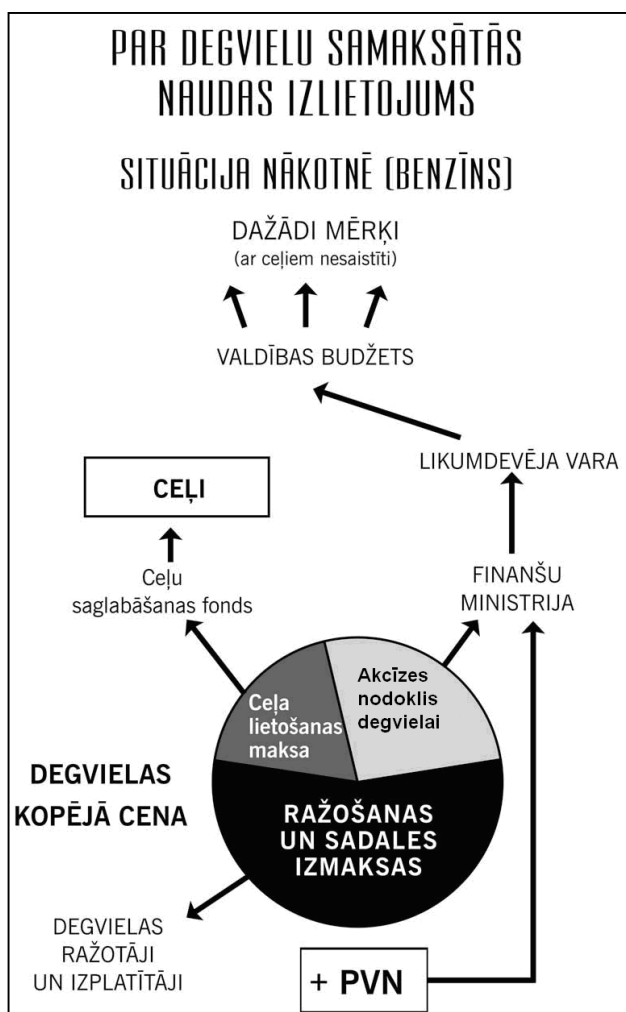 PAR DEGVIELU SAMAKSĀTĀS
NAUDAS IZLIETOJUMS
SITUĀCIJA NĀKOTNĒ (BENZĪNS)
DAŽĀDI MĒRĶI
(ar ceļiem nesaistīti)
VALDĪBAS BUDŽETS
LIKUMDEVĒJA VARA
CEĻI
Ceļu
saglabāšanas fonds
FINANŠU
MINISTRIJA
Ceļa
lietošanas
maksa
Akcīzes
nodoklis
degvielai
DEGVIELAS
KOPĒJĀ CENA
RAŽOŠANAS
UN SADALES
IZMAKSAS
DEGVIELAS
RAŽOTĀJI
UN IZPLATĪTĀJI
+ PVN